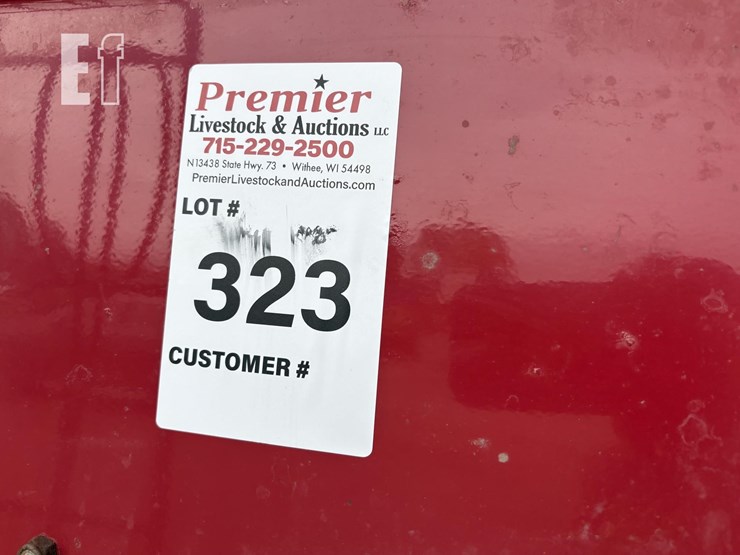 Ef
Premier
Livestock & Auctions LLC
715-229-2500
N13438 State Hwy. 73 • Withee, WI 54498
PremierLivestockandAuctions.com
LOT #
323
CUSTOMER #